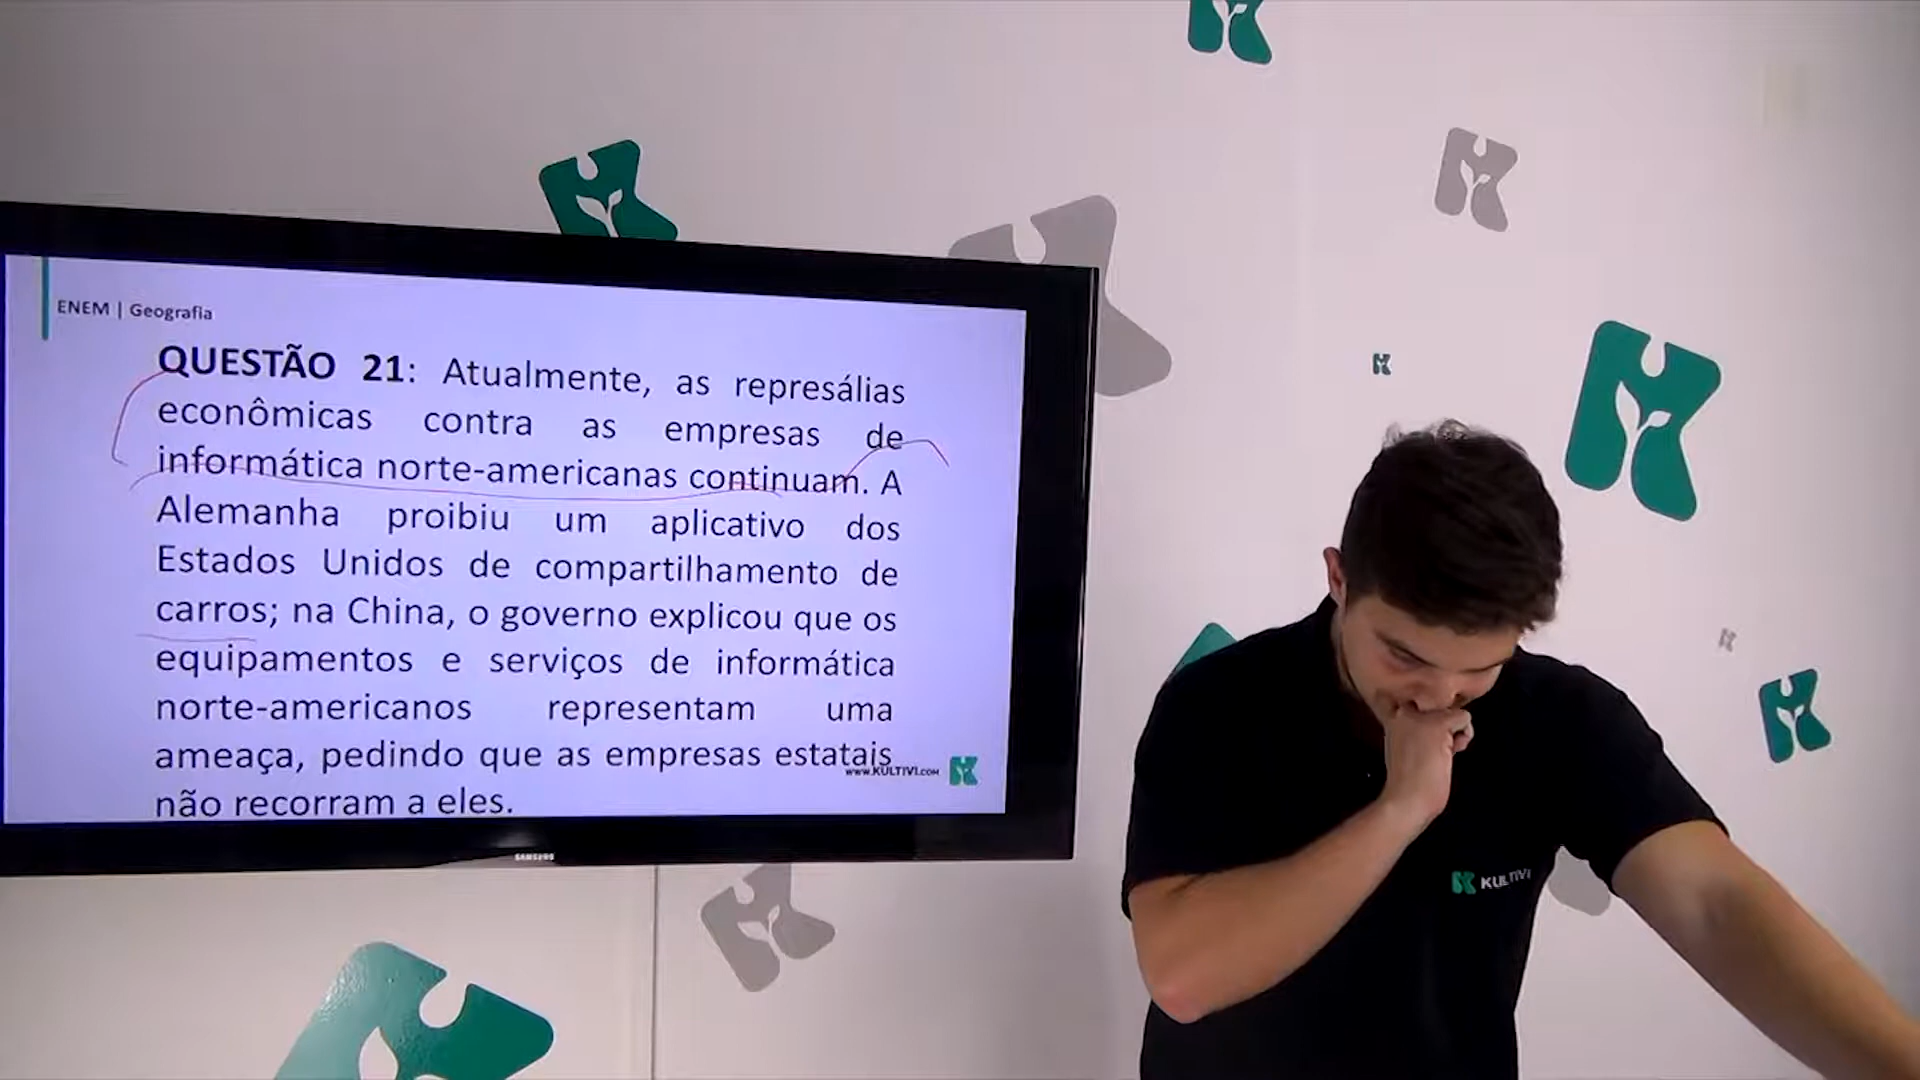 ENEM | Geografia
QUESTÃO 21: Atualmente, as represálias
econômicas contra as empresas de
informática norte-americanas continuam. A
Alemanha proibiu um aplicativo dos
Estados Unidos de compartilhamento de
carros; na China, o governo explicou que os
equipamentos e serviços de informática
norte-americanos representam uma
ameaça, pedindo que as empresas estatais
não recorram a eles.
www.KULTIVI.COM
SAMSUNG
KULTIVI